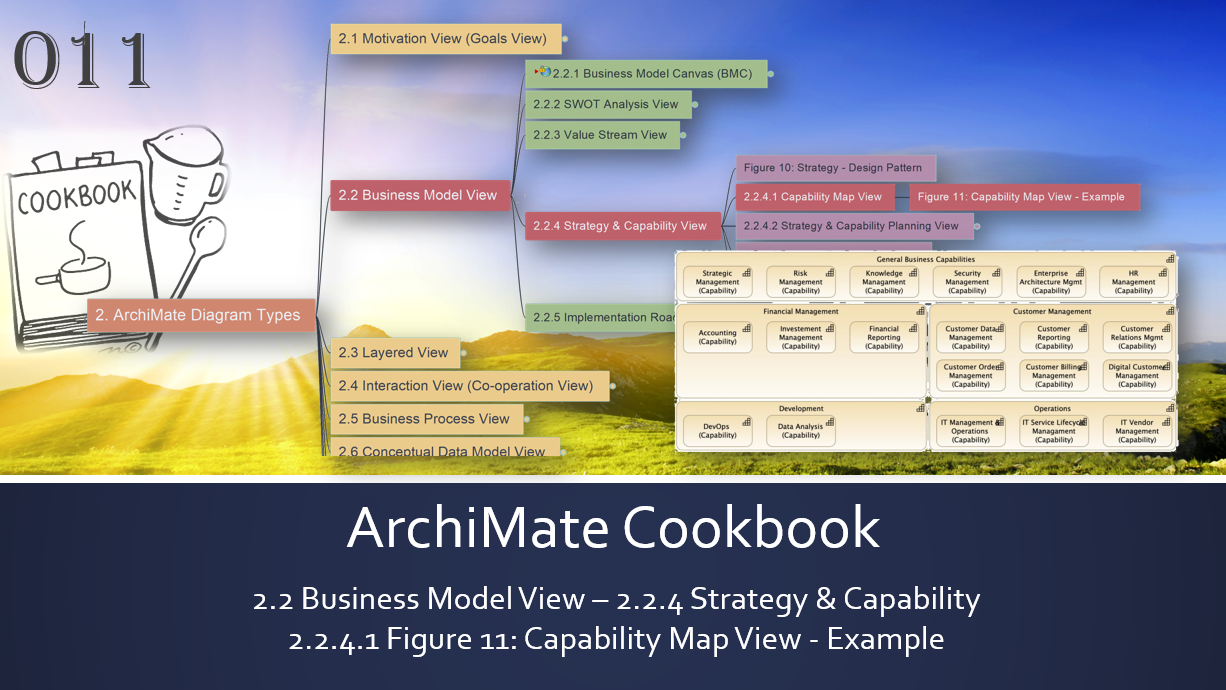 011
COOKBOOK
2. ArchiMate Diagram Types
2.1 Motivation View (Goals View)
2.2 Business Model View
2.2.1 Business Model Canvas (BMC)
2.2.2 SWOT Analysis View
2.2.3 Value Stream View
2.2.4 Strategy & Capability View
Figure 10: Strategy - Design Pattern
2.2.4.1 Capability Map View
Figure 11: Capability Map View - Example
2.2.4.2 Strategy & Capability Planning View
2.2.5 Implementation Roa
2.3 Layered View
2.4 Interaction View (Co-operation View)
2.5 Business Process View
2.6 Conceptual Data Model View
General Business Capabilities
Strategic
Management
(Capability)
Risk
Management
(Capability)
Knowledge
Managament
(Capability)
Security
Management
(Capability)
Enterprise
Architecture Mgmt
(Capability)
HR
Management
(Capability)
Financial Management
Accounting
(Capability)
Investement
Management
(Capability)
Financial
Reporting
(Capability)
Customer Management
Customer Data
Management
(Capability)
Customer
Reporting
(Capability)
Customer
Relations Mgmt
(Capability)
Customer Order
Management
(Capability)
Customer Billing
Management
(Capability)
Digital Customer
Management
(Capability)
Development
DevOps
(Capability)
Data Analysis
(Capability)
Operations
IT Management &
Operations
(Capability)
IT Service Lifecycle
Management
(Capability)
IT Vendor
Management
(Capability)
ArchiMate Cookbook
2.2 Business Model View – 2.2.4 Strategy & Capability
2.2.4.1 Figure 11: Capability Map View - Example